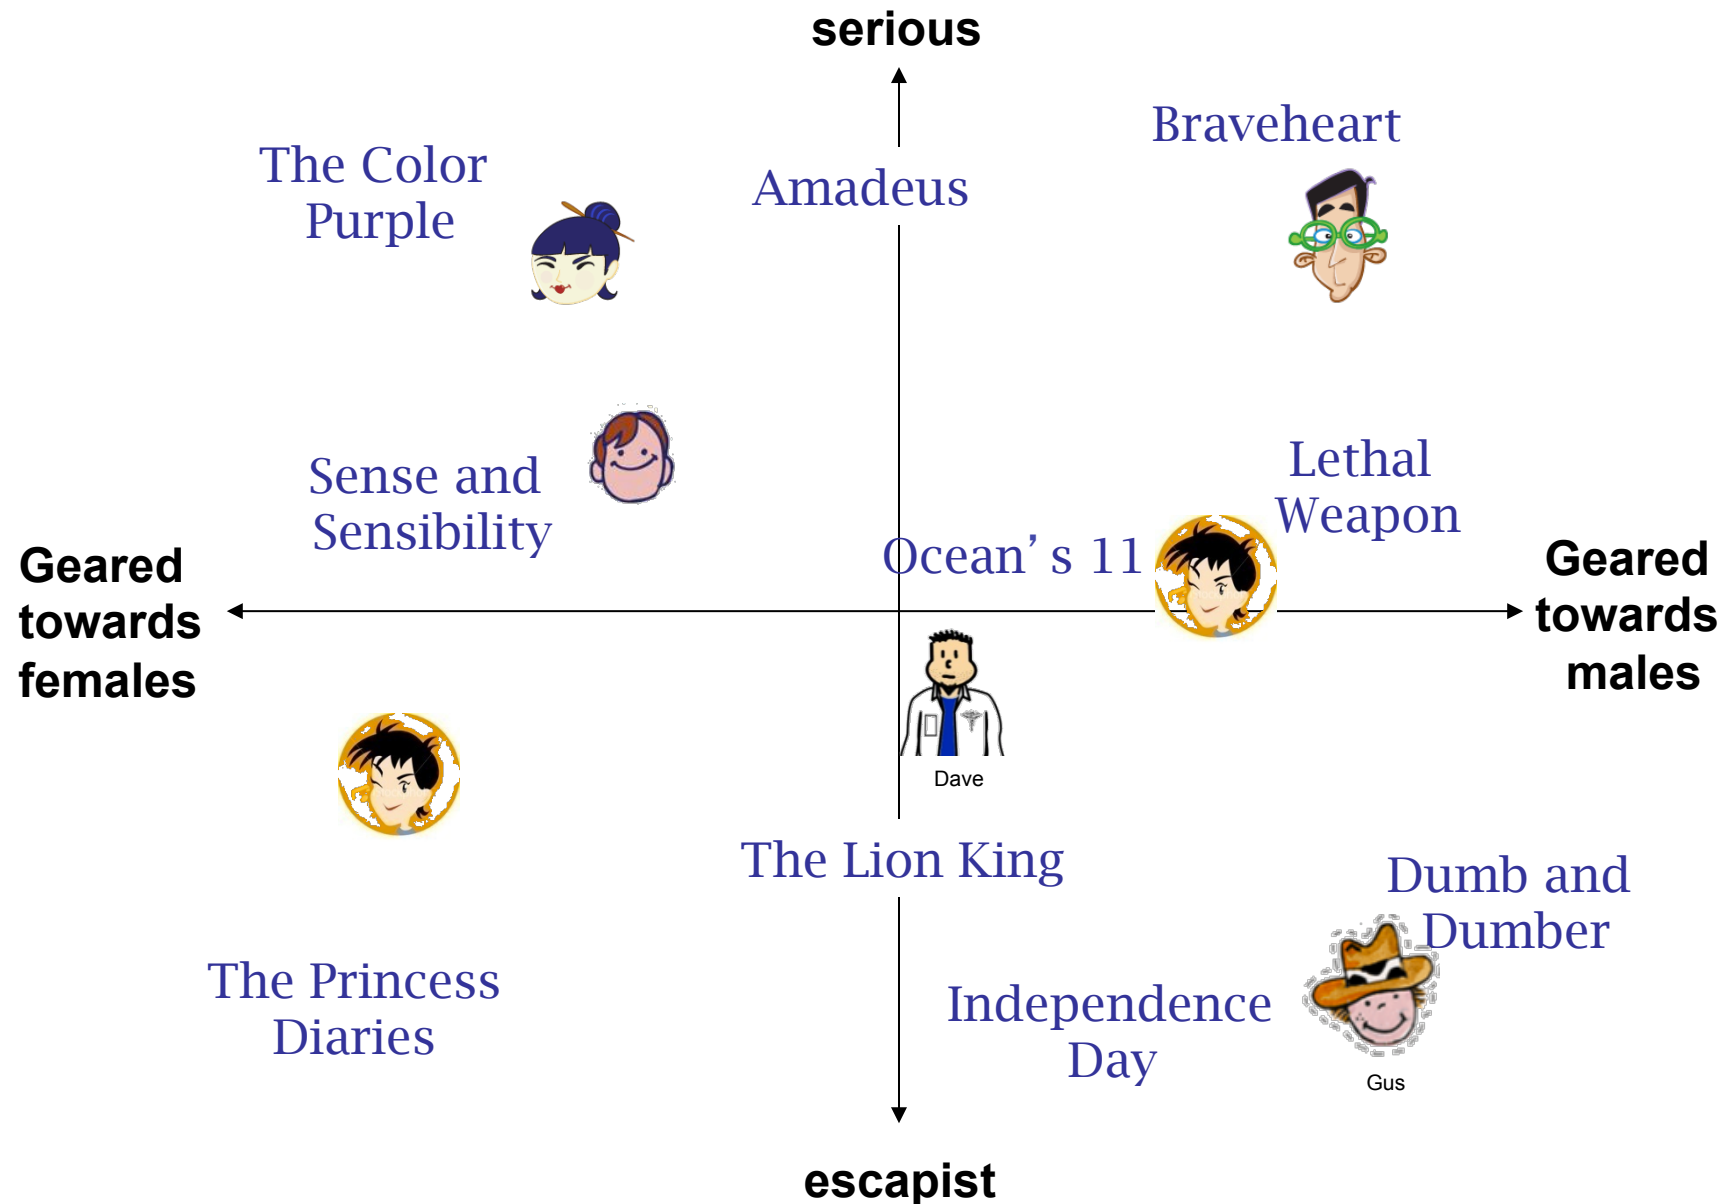 serious
Braveheart
The Color
Purple
Amadeus
Lethal
Weapon
Sense and
Sensibility
Ocean’s 11
Geared
towards
females
Geared
towards
males
Dave
The Lion King
Dumb and
Dumber
The Princess
Diaries
Independence
Day
Gus
escapist